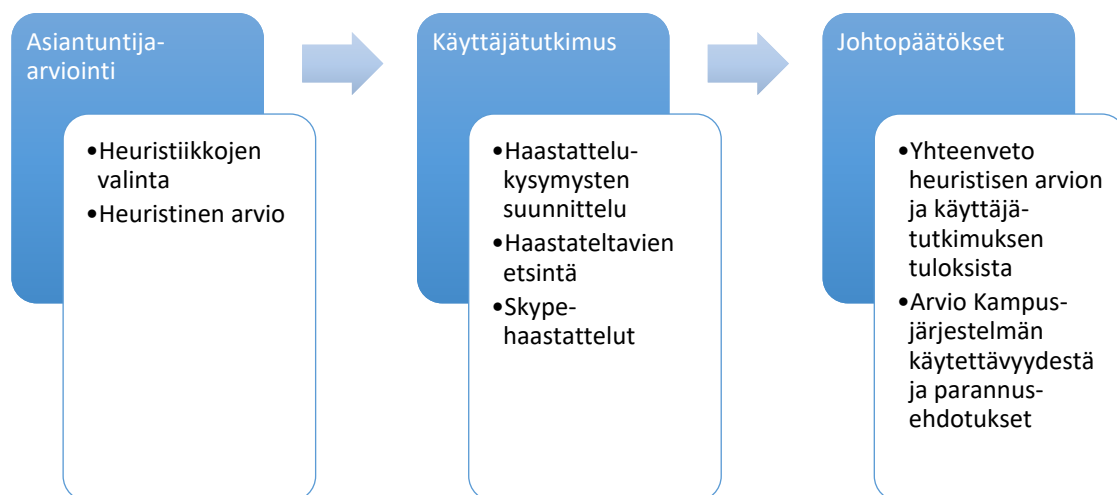 Asiantuntija-
arviointi
•Heuristiikkojen
valinta
•Heuristinen arvio
Käyttäjätutkimus
•Haastattelu-
kysymysten
suunnittelu
•Haastateltavien
etsintä
•Skype-
haastattelut
Johtopäätökset
•Yhteenveto
heuristisen arvion
ja käyttäjä-
tutkimuksen
tuloksista
•Arvio Kampus-
järjestelmän
käytettävyydestä
ja parannus-
ehdotukset